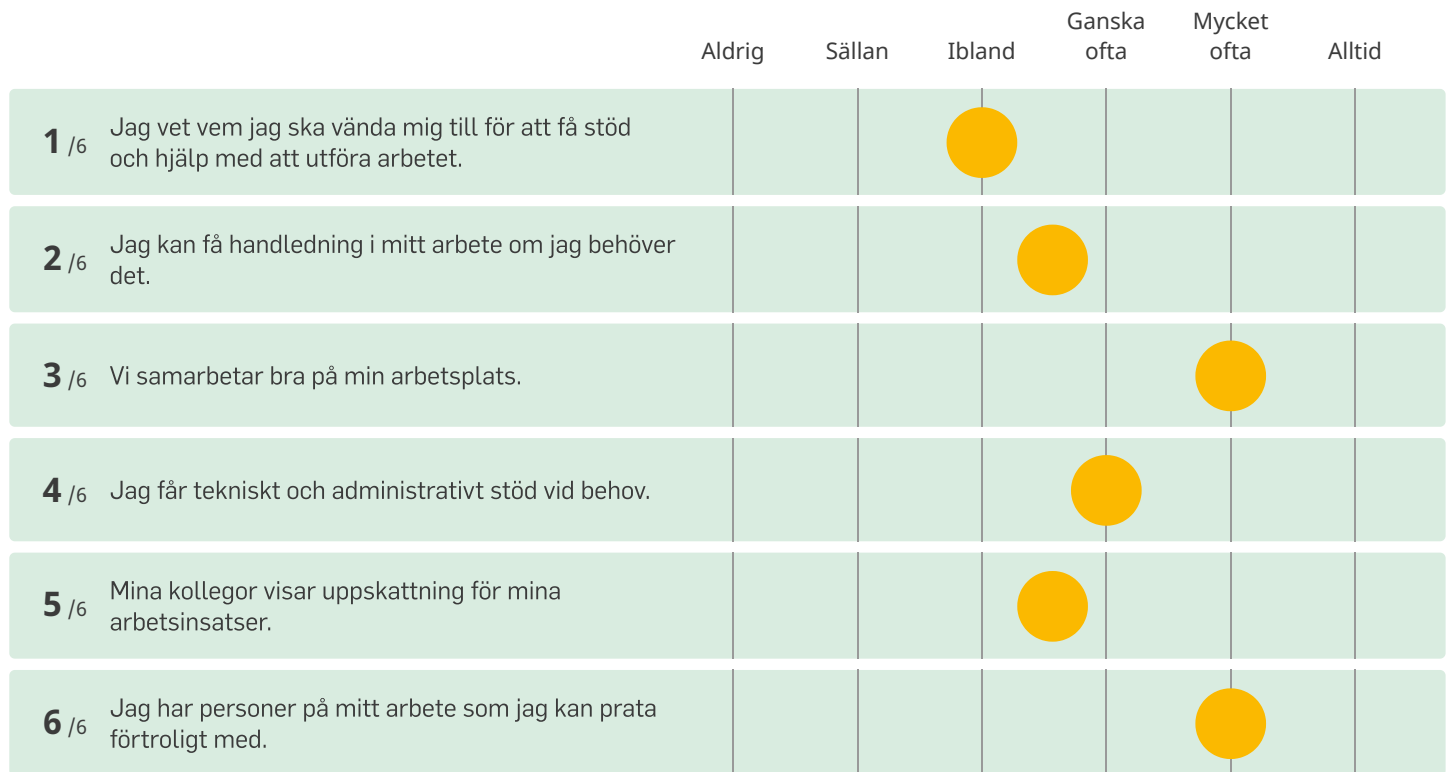 Aldrig Sällan Ibland Ganska ofta Mycket ofta Alltid
1 /6 Jag vet vem jag ska vända mig till för att få stöd
och hjälp med att utföra arbetet.
2 /6 Jag kan få handledning i mitt arbete om jag behöver
det.
3 /6 Vi samarbetar bra på min arbetsplats.
4 /6 Jag får tekniskt och administrativt stöd vid behov.
5 /6 Mina kollegor visar uppskattning för mina
arbetsinsatser.
6 /6 Jag har personer på mitt arbete som jag kan prata
förtroligt med.